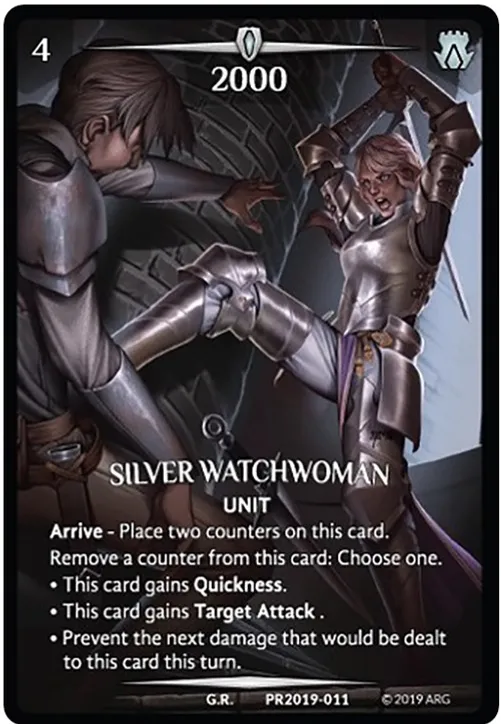 4
2000
SILVER WATCHWOMAN
UNIT
Arrive - Place two counters on this card.
Remove a counter from this card: Choose one.
• This card gains Quickness.
• This card gains Target Attack .
• Prevent the next damage that would be dealt
to this card this turn.
G.R. PR2019-011 ©2019 ARG